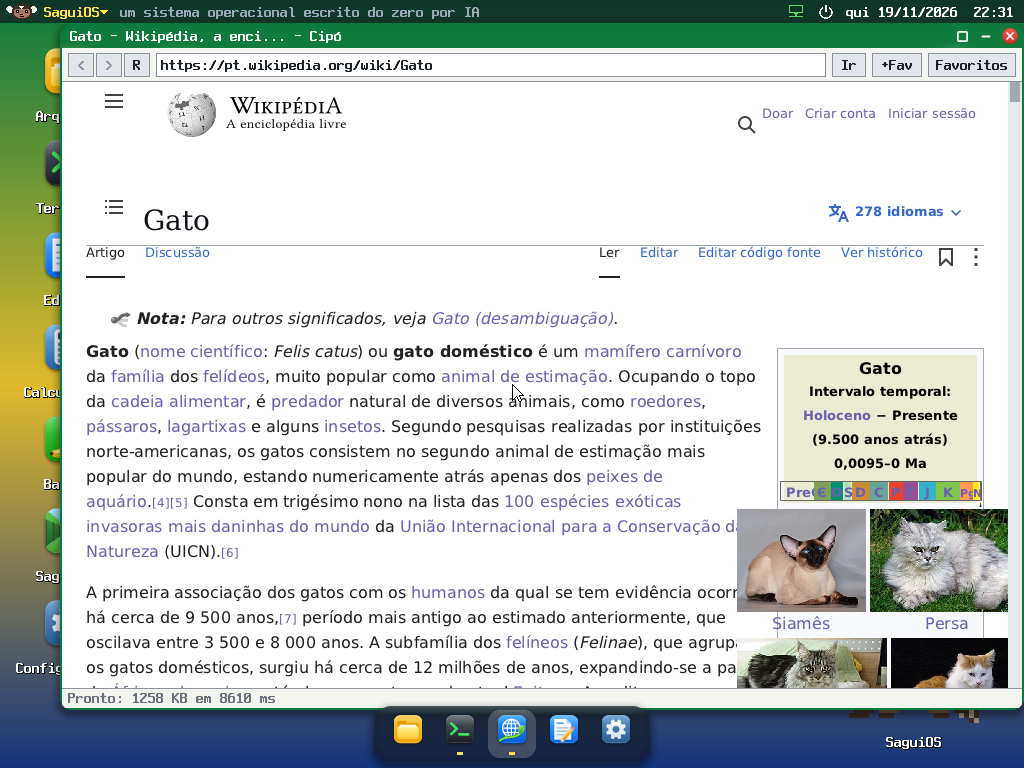 SaguiOS▾ um sistema operacional escrito do zero por IA
qui 19/11/2026 22:31
Gato - Wikipédia, a enci... - Cipó
< > R https://pt.wikipedia.org/wiki/Gato Ir +Fav Favoritos
WIKIPÉDIA
A enciclopédia livre
Doar Criar conta Iniciar sessão
Gato
278 idiomas
Artigo Discussão Ler Editar Editar código fonte Ver histórico
Nota: Para outros significados, veja Gato (desambiguação).
Gato (nome científico: Felis catus) ou gato doméstico é um mamífero carnívoro
da família dos felídeos, muito popular como animal de estimação. Ocupando o topo
da cadeia alimentar, é predador natural de diversos animais, como roedores,
pássaros, lagartixas e alguns insetos. Segundo pesquisas realizadas por instituições
norte-americanas, os gatos consistem no segundo animal de estimação mais
popular do mundo, estando numericamente atrás apenas dos peixes de
aquário.[4][5] Consta em trigésimo nono na lista das 100 espécies exóticas
invasoras mais daninhas do mundo da União Internacional para a Conservação da
Natureza (UICN).[6]
A primeira associação dos gatos com os humanos da qual se tem evidência ocorr
há cerca de 9 500 anos,[7] período mais antigo ao estimado anteriormente, que
oscilava entre 3 500 e 8 000 anos. A subfamília dos felíneos (Felinae), que agrupa
os gatos domésticos, surgiu há cerca de 12 milhões de anos, expandindo-se a pa
Gato
Intervalo temporal:
Holoceno – Presente
(9.500 anos atrás)
0,0095–0 Ma
Pre Є O S D C P T J K Pg N
Siamês Persa
Pronto: 1258 KB em 8610 ms
Arq
Ter
Ed
Calcu
Ba
Sag
Config
SaguiOS